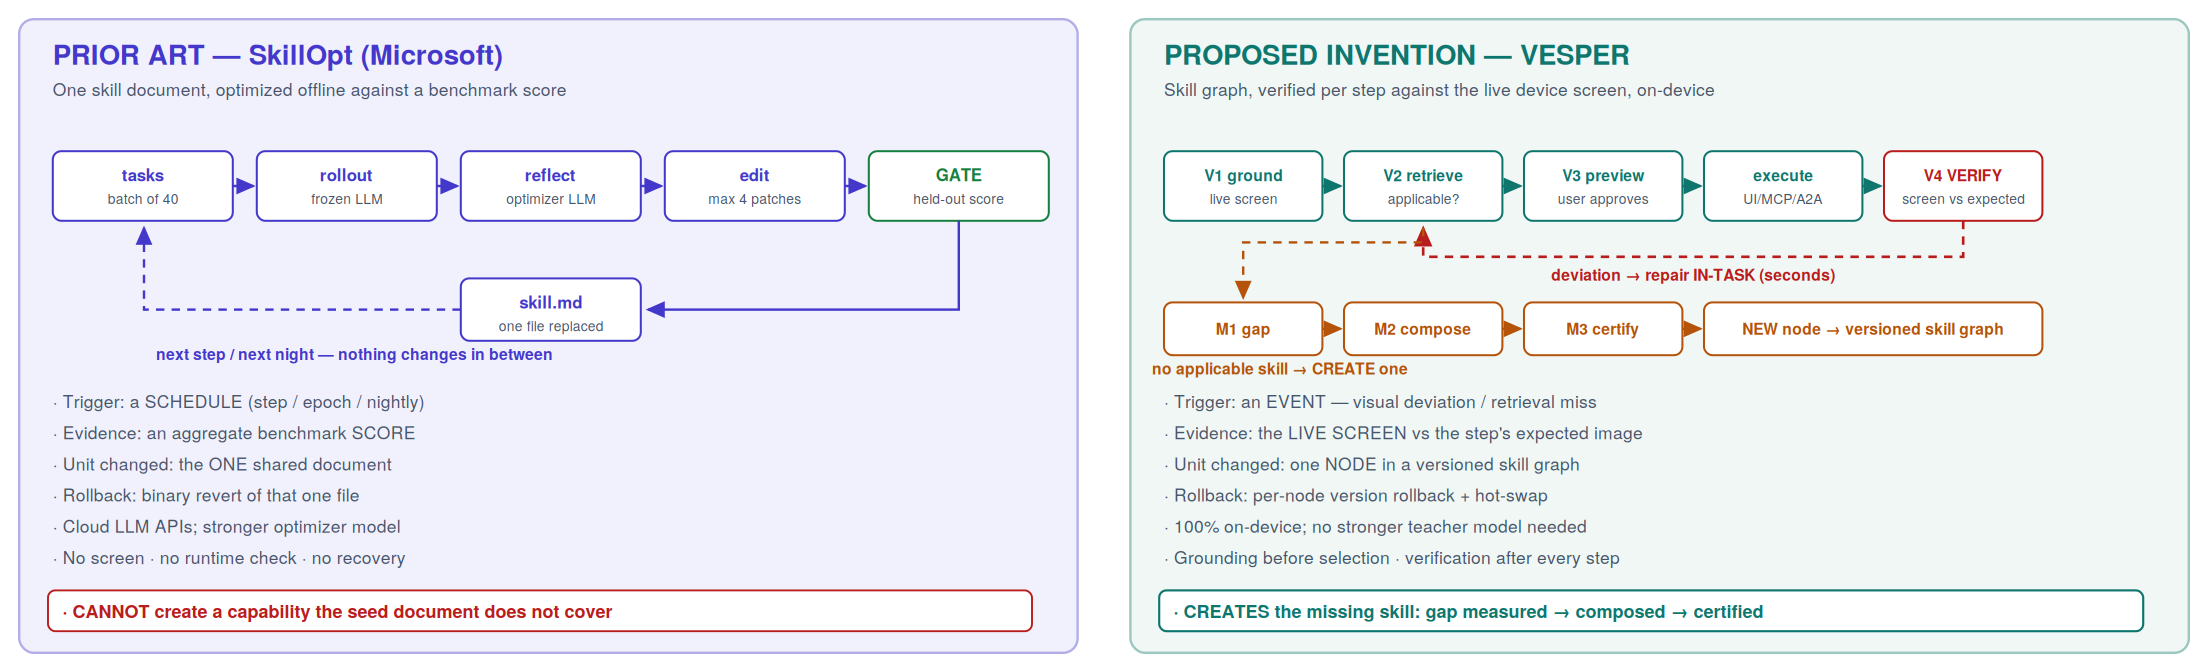 PRIOR ART — SkillOpt (Microsoft)
One skill document, optimized offline against a benchmark score
tasks
batch of 40
rollout
frozen LLM
reflect
optimizer LLM
edit
max 4 patches
GATE
held-out score
skill.md
one file replaced
next step / next night — nothing changes in between
· Trigger: a SCHEDULE (step / epoch / nightly)
· Evidence: an aggregate benchmark SCORE
· Unit changed: the ONE shared document
· Rollback: binary revert of that one file
· Cloud LLM APIs; stronger optimizer model
· No screen · no runtime check · no recovery
· CANNOT create a capability the seed document does not cover
PROPOSED INVENTION — VESPER
Skill graph, verified per step against the live device screen, on-device
V1 ground
live screen
V2 retrieve
applicable?
V3 preview
user approves
execute
UI/MCP/A2A
V4 VERIFY
screen vs expected
deviation → repair IN-TASK (seconds)
M1 gap
M2 compose
M3 certify
NEW node → versioned skill graph
no applicable skill → CREATE one
· Trigger: an EVENT — visual deviation / retrieval miss
· Evidence: the LIVE SCREEN vs the step's expected image
· Unit changed: one NODE in a versioned skill graph
· Rollback: per-node version rollback + hot-swap
· 100% on-device; no stronger teacher model needed
· Grounding before selection · verification after every step
· CREATES the missing skill: gap measured → composed → certified